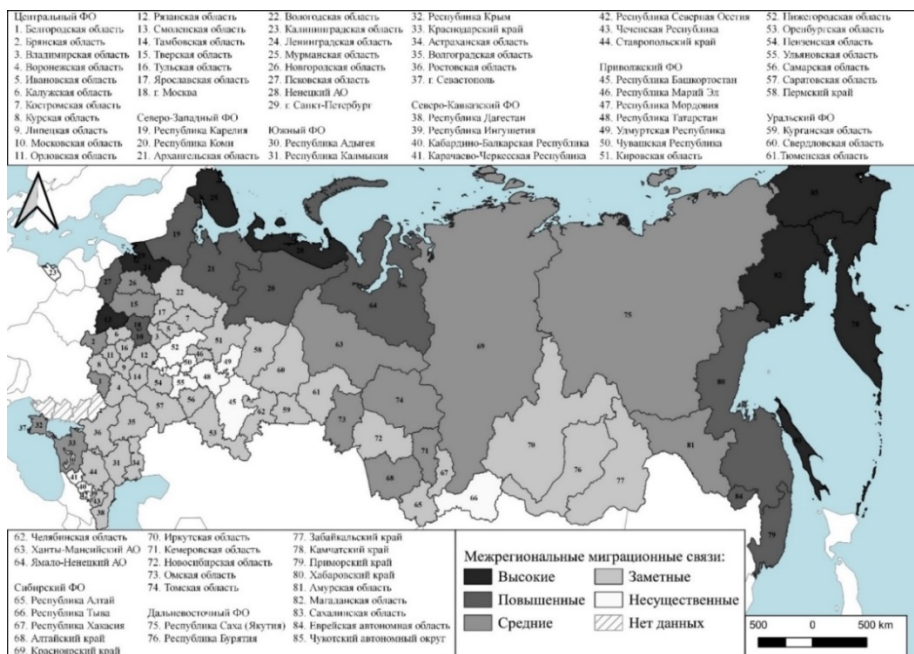 Центральный ФО
1. Белгородская область
2. Брянская область
3. Владимирская область
4. Воронежская область
5. Ивановская область
6. Калужская область
7. Костромская область
8. Курская область
9. Липецкая область
10. Московская область
11. Орловская область
12. Рязанская область
13. Смоленская область
14. Тамбовская область
15. Тверская область
16. Тульская область
17. Ярославская область
18. г. Москва
Северо-Западный ФО
19. Республика Карелия
20. Республика Коми
21. Архангельская область
22. Вологодская область
23. Калининградская область
24. Ленинградская область
25. Мурманская область
26. Новгородская область
27. Псковская область
28. Ненецкий АО
29. г. Санкт-Петербург
Южный ФО
30. Республика Адыгея
31. Республика Калмыкия
32. Республика Крым
33. Краснодарский край
34. Астраханская область
35. Волгоградская область
36. Ростовская область
37. г. Севастополь
Северо-Кавказский ФО
38. Республика Дагестан
39. Республика Ингушетия
40. Кабардино-Балкарская Республика
41. Карачаево-Черкесская Республика
42. Республика Северная Осетия
43. Чеченская Республика
44. Ставропольский край
Приволжский ФО
45. Республика Башкортостан
46. Республика Марий Эл
47. Республика Мордовия
48. Республика Татарстан
49. Удмуртская Республика
50. Чувашская Республика
51. Кировская область
52. Нижегородская область
53. Оренбургская область
54. Пензенская область
55. Ульяновская область
56. Самарская область
57. Саратовская область
58. Пермский край
Уральский ФО
59. Курганская область
60. Свердловская область
61. Тюменская область
62. Челябинская область
63. Ханты-Мансийский АО
64. Ямало-Ненецкий АО
Сибирский ФО
65. Республика Алтай
66. Республика Тыва
67. Республика Хакасия
68. Алтайский край
69. Красноярский край
70. Иркутская область
71. Кемеровская область
72. Новосибирская область
73. Омская область
74. Томская область
Дальневосточный ФО
75. Республика Саха (Якутия)
76. Республика Бурятия
77. Забайкальский край
78. Камчатский край
79. Приморский край
80. Хабаровский край
81. Амурская область
82. Магаданская область
83. Сахалинская область
84. Еврейская автономная область
85. Чукотский автономный округ
Межрегиональные миграционные связи:
Высокие
Повышенные
Средние
Заметные
Несущественные
Нет данных
500 0 500 km